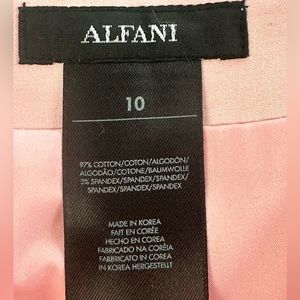 ALFANI
10
97% COTTON/COTON/ALGODÓN/
ALGODÃO/COTONE/BAUMWOLLE
3% SPANDEX/SPANDEX/SPANDEX/
SPANDEX/SPANDEX/SPANDEX
MADE IN KOREA
FAIT EN CORÉE
HECHO EN COREA
FABRICADO NA CORÉIA
FABBRICATO IN COREA
IN KOREA HERGESTELLT